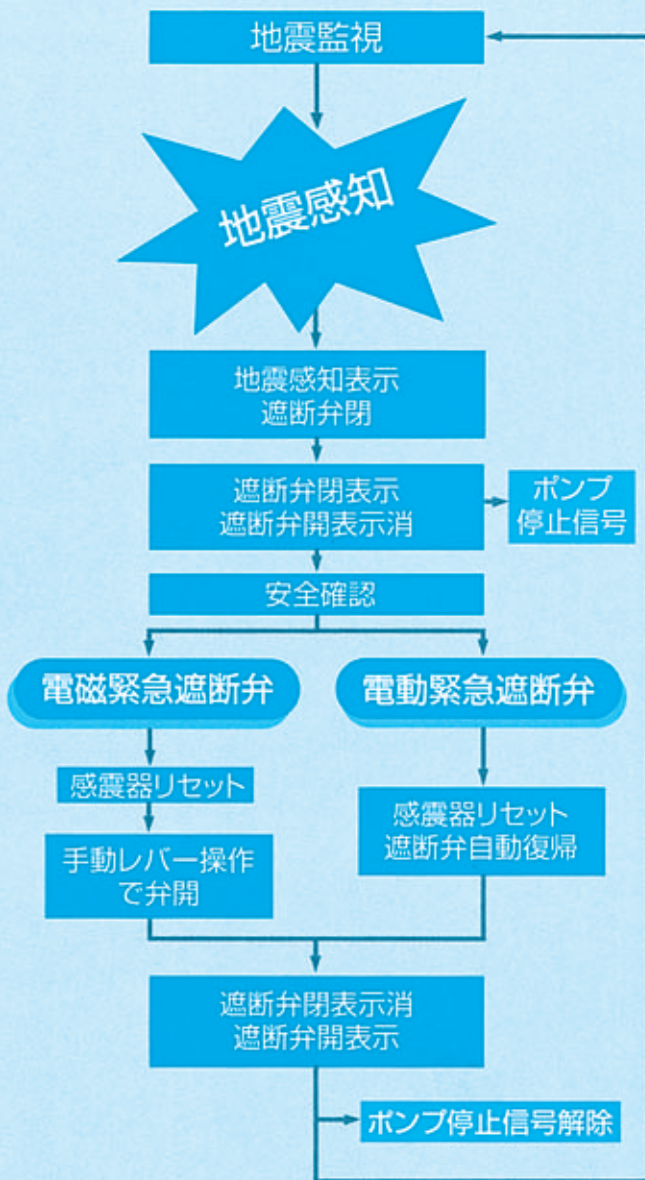 地震監視
地震感知
地震感知表示
遮断弁閉
遮断弁閉表示
遮断弁開表示消
ポンプ
停止信号
安全確認
電磁緊急遮断弁
電動緊急遮断弁
感震器リセット
手動レバー操作
で弁開
感震器リセット
遮断弁自動復帰
遮断弁閉表示消
遮断弁開表示
ポンプ停止信号解除